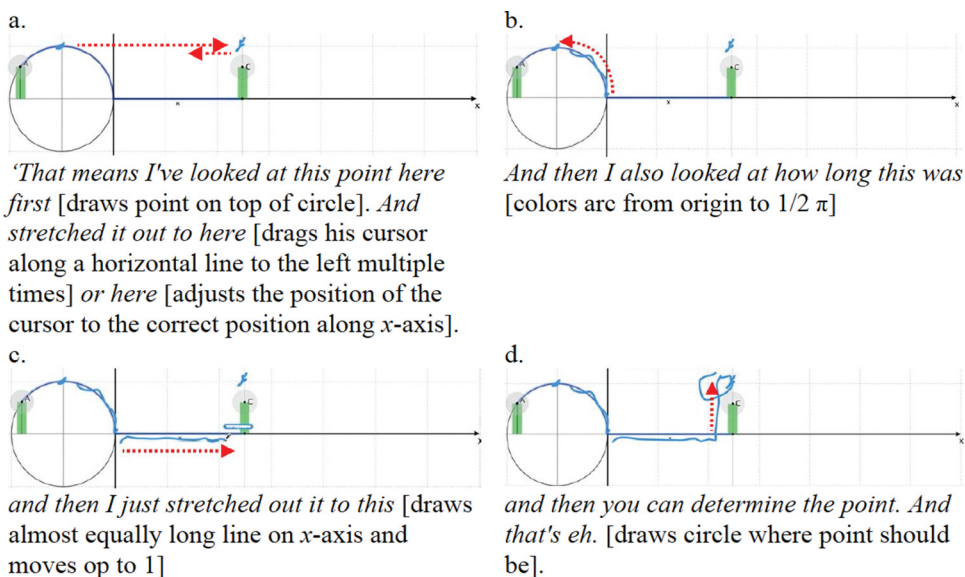 a.
A
C
x
x
‘That means I've looked at this point here
first [draws point on top of circle]. And
stretched it out to here [drags his cursor
along a horizontal line to the left multiple
times] or here [adjusts the position of the
cursor to the correct position along x-axis].
b.
A
C
x
x
And then I also looked at how long this was
[colors arc from origin to 1/2 π]
c.
A
C
x
and then I just stretched out it to this [draws
almost equally long line on x-axis and
moves op to 1]
d.
A
C
x
and then you can determine the point. And
that's eh. [draws circle where point should
be].